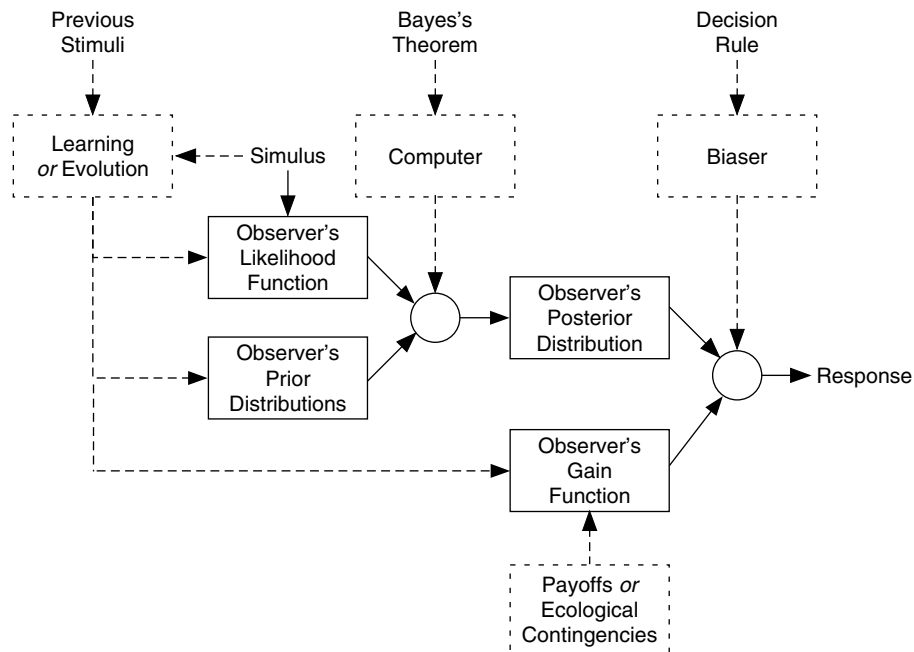 Previous
Stimuli
Bayes's
Theorem
Decision
Rule
Learning
or Evolution
Simulus
Computer
Biaser
Observer's
Likelihood
Function
Observer's
Posterior
Distribution
Observer's
Prior
Distributions
Response
Observer's
Gain
Function
Payoffs or
Ecological
Contingencies